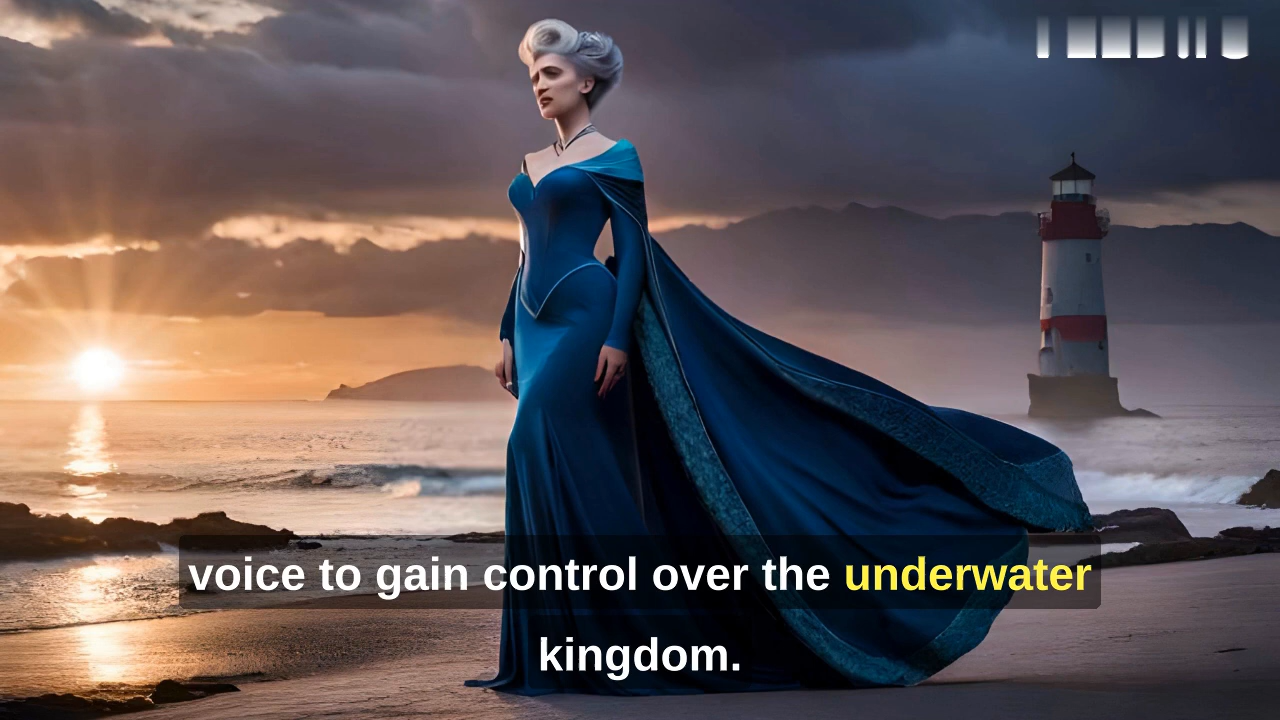 voice to gain control over the underwater
kingdom.